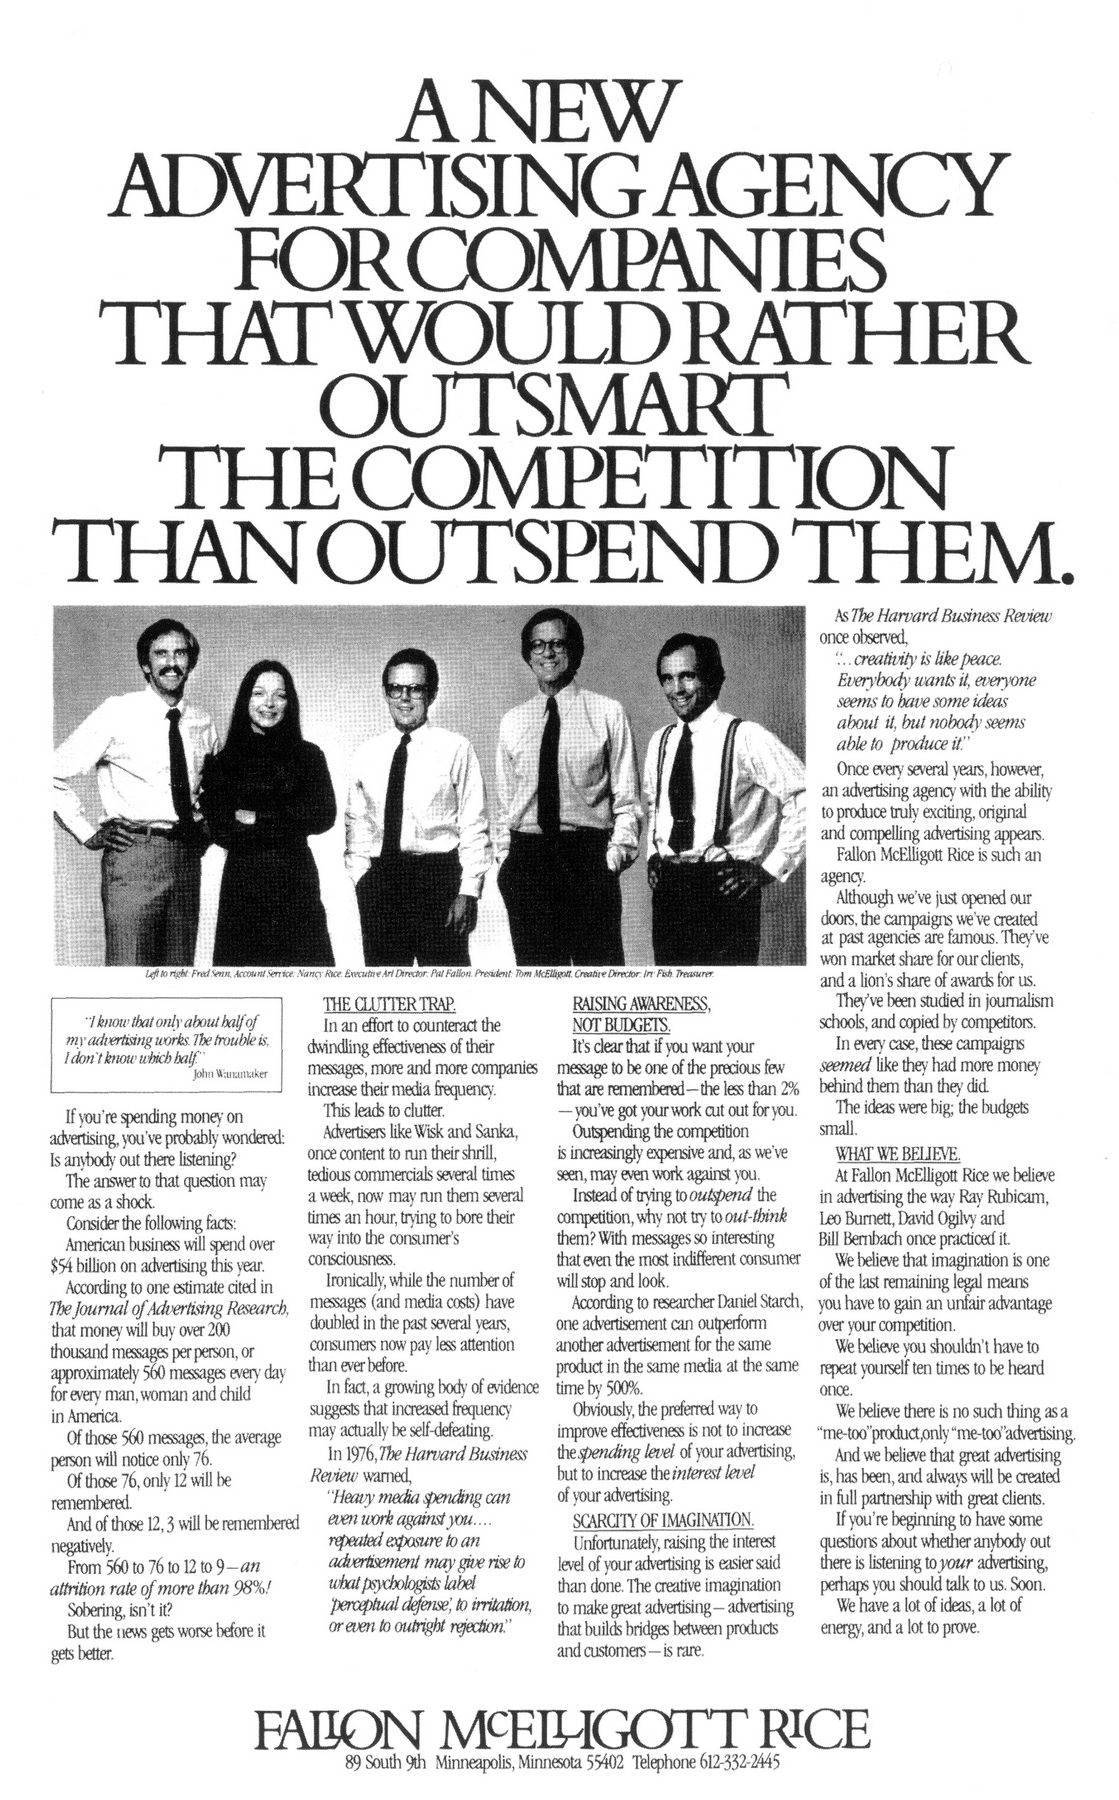 A NEW
ADVERTISING AGENCY
FOR COMPANIES
THAT WOULD RATHER
OUTSMART
THE COMPETITION
THAN OUTSPEND THEM.
Left to right: Fred Senn, Account Service. Nancy Rice, Executive Art Director. Pat Fallon, President. Tom McElligott, Creative Director. Irv Fish, Treasurer.
"I know that only about half of
my advertising works. The trouble is,
I don't know which half."
John Wanamaker
If you're spending money on
advertising, you've probably wondered:
Is anybody out there listening?
The answer to that question may
come as a shock.
Consider the following facts:
American business will spend over
$54 billion on advertising this year.
According to one estimate cited in
The Journal of Advertising Research,
that money will buy over 200
thousand messages per person, or
approximately 560 messages every day
for every man, woman and child
in America.
Of those 560 messages, the average
person will notice only 76.
Of those 76, only 12 will be
remembered.
And of those 12, 3 will be remembered
negatively.
From 560 to 76 to 12 to 9—an
attrition rate of more than 98%!
Sobering, isn't it?
But the news gets worse before it
gets better.
THE CLUTTER TRAP.
In an effort to counteract the
dwindling effectiveness of their
messages, more and more companies
increase their media frequency.
This leads to clutter.
Advertisers like Wisk and Sanka,
once content to run their shrill,
tedious commercials several times
a week, now may run them several
times an hour, trying to bore their
way into the consumer's
consciousness.
Ironically, while the number of
messages (and media costs) have
doubled in the past several years,
consumers now pay less attention
than ever before.
In fact, a growing body of evidence
suggests that increased frequency
may actually be self-defeating.
In 1976, The Harvard Business
Review warned,
"Heavy media spending can
even work against you....
repeated exposure to an
advertisement may give rise to
what psychologists label
'perceptual defense', to irritation,
or even to outright rejection."
RAISING AWARENESS,
NOT BUDGETS.
It's clear that if you want your
message to be one of the precious few
that are remembered—the less than 2%
—you've got your work cut out for you.
Outspending the competition
is increasingly expensive and, as we've
seen, may even work against you.
Instead of trying to outspend the
competition, why not try to out-think
them? With messages so interesting
that even the most indifferent consumer
will stop and look.
According to researcher Daniel Starch,
one advertisement can outperform
another advertisement for the same
product in the same media at the same
time by 500%.
Obviously, the preferred way to
improve effectiveness is not to increase
the spending level of your advertising,
but to increase the interest level
of your advertising.
SCARCITY OF IMAGINATION.
Unfortunately, raising the interest
level of your advertising is easier said
than done. The creative imagination
to make great advertising—advertising
that builds bridges between products
and customers—is rare.
As The Harvard Business Review
once observed,
"... creativity is like peace.
Everybody wants it, everyone
seems to have some ideas
about it, but nobody seems
able to produce it."
Once every several years, however,
an advertising agency with the ability
to produce truly exciting, original
and compelling advertising appears.
Fallon McElligott Rice is such an
agency.
Although we've just opened our
doors, the campaigns we've created
at past agencies are famous. They've
won market share for our clients,
and a lion's share of awards for us.
They've been studied in journalism
schools, and copied by competitors.
In every case, these campaigns
seemed like they had more money
behind them than they did.
The ideas were big; the budgets
small.
WHAT WE BELIEVE.
At Fallon McElligott Rice we believe
in advertising the way Ray Rubicam,
Leo Burnett, David Ogilvy and
Bill Bernbach once practiced it.
We believe that imagination is one
of the last remaining legal means
you have to gain an unfair advantage
over your competition.
We believe you shouldn't have to
repeat yourself ten times to be heard
once.
We believe there is no such thing as a
"me-too" product, only "me-too" advertising.
And we believe that great advertising
is, has been, and always will be created
in full partnership with great clients.
If you're beginning to have some
questions about whether anybody out
there is listening to your advertising,
perhaps you should talk to us. Soon.
We have a lot of ideas, a lot of
energy, and a lot to prove.
FALLON McELLIGOTT RICE
89 South 9th Minneapolis, Minnesota 55402 Telephone 612-332-2445